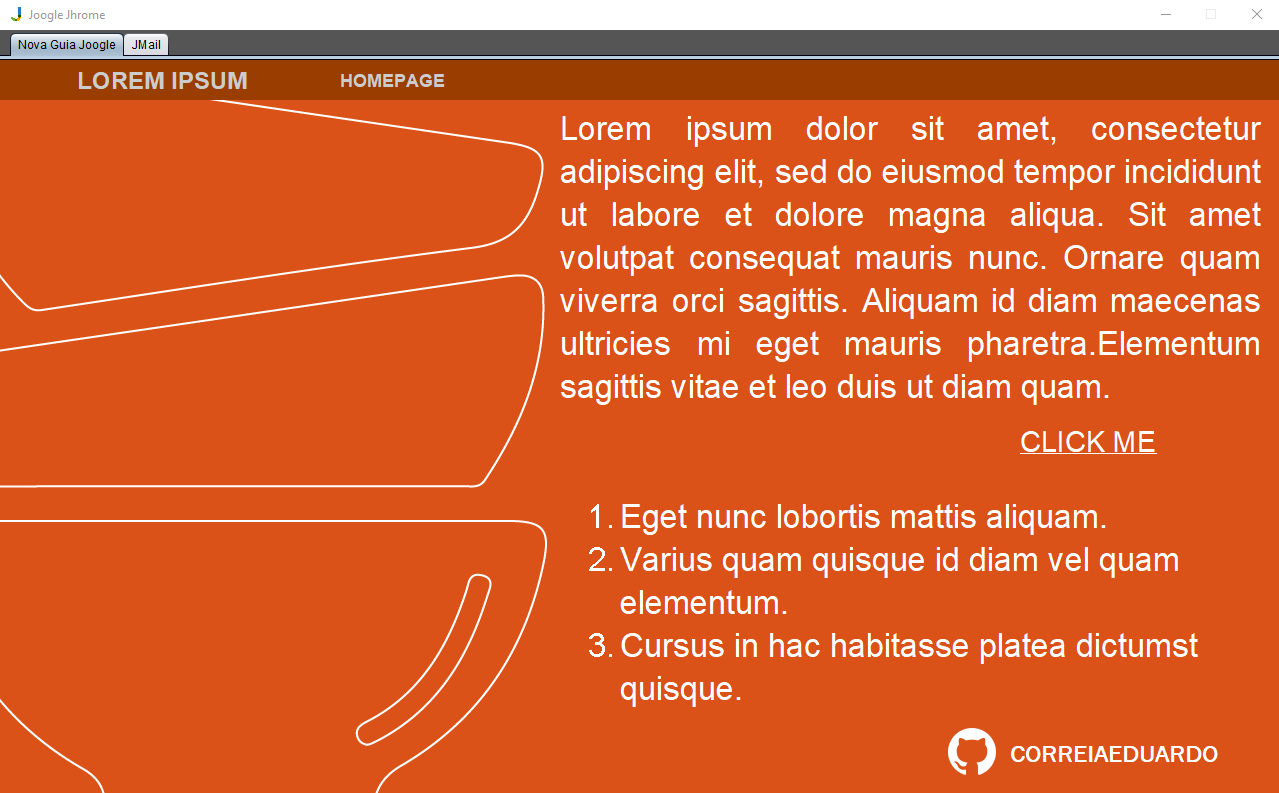 Joogle Jhrome
Nova Guia Joogle JMail
LOREM IPSUM HOMEPAGE
Lorem ipsum dolor sit amet, consectetur
adipiscing elit, sed do eiusmod tempor incididunt
ut labore et dolore magna aliqua. Sit amet
volutpat consequat mauris nunc. Ornare quam
viverra orci sagittis. Aliquam id diam maecenas
ultricies mi eget mauris pharetra.Elementum
sagittis vitae et leo duis ut diam quam.
CLICK ME
1. Eget nunc lobortis mattis aliquam.
2. Varius quam quisque id diam vel quam
elementum.
3. Cursus in hac habitasse platea dictumst
quisque.
CORREIAEDUARDO